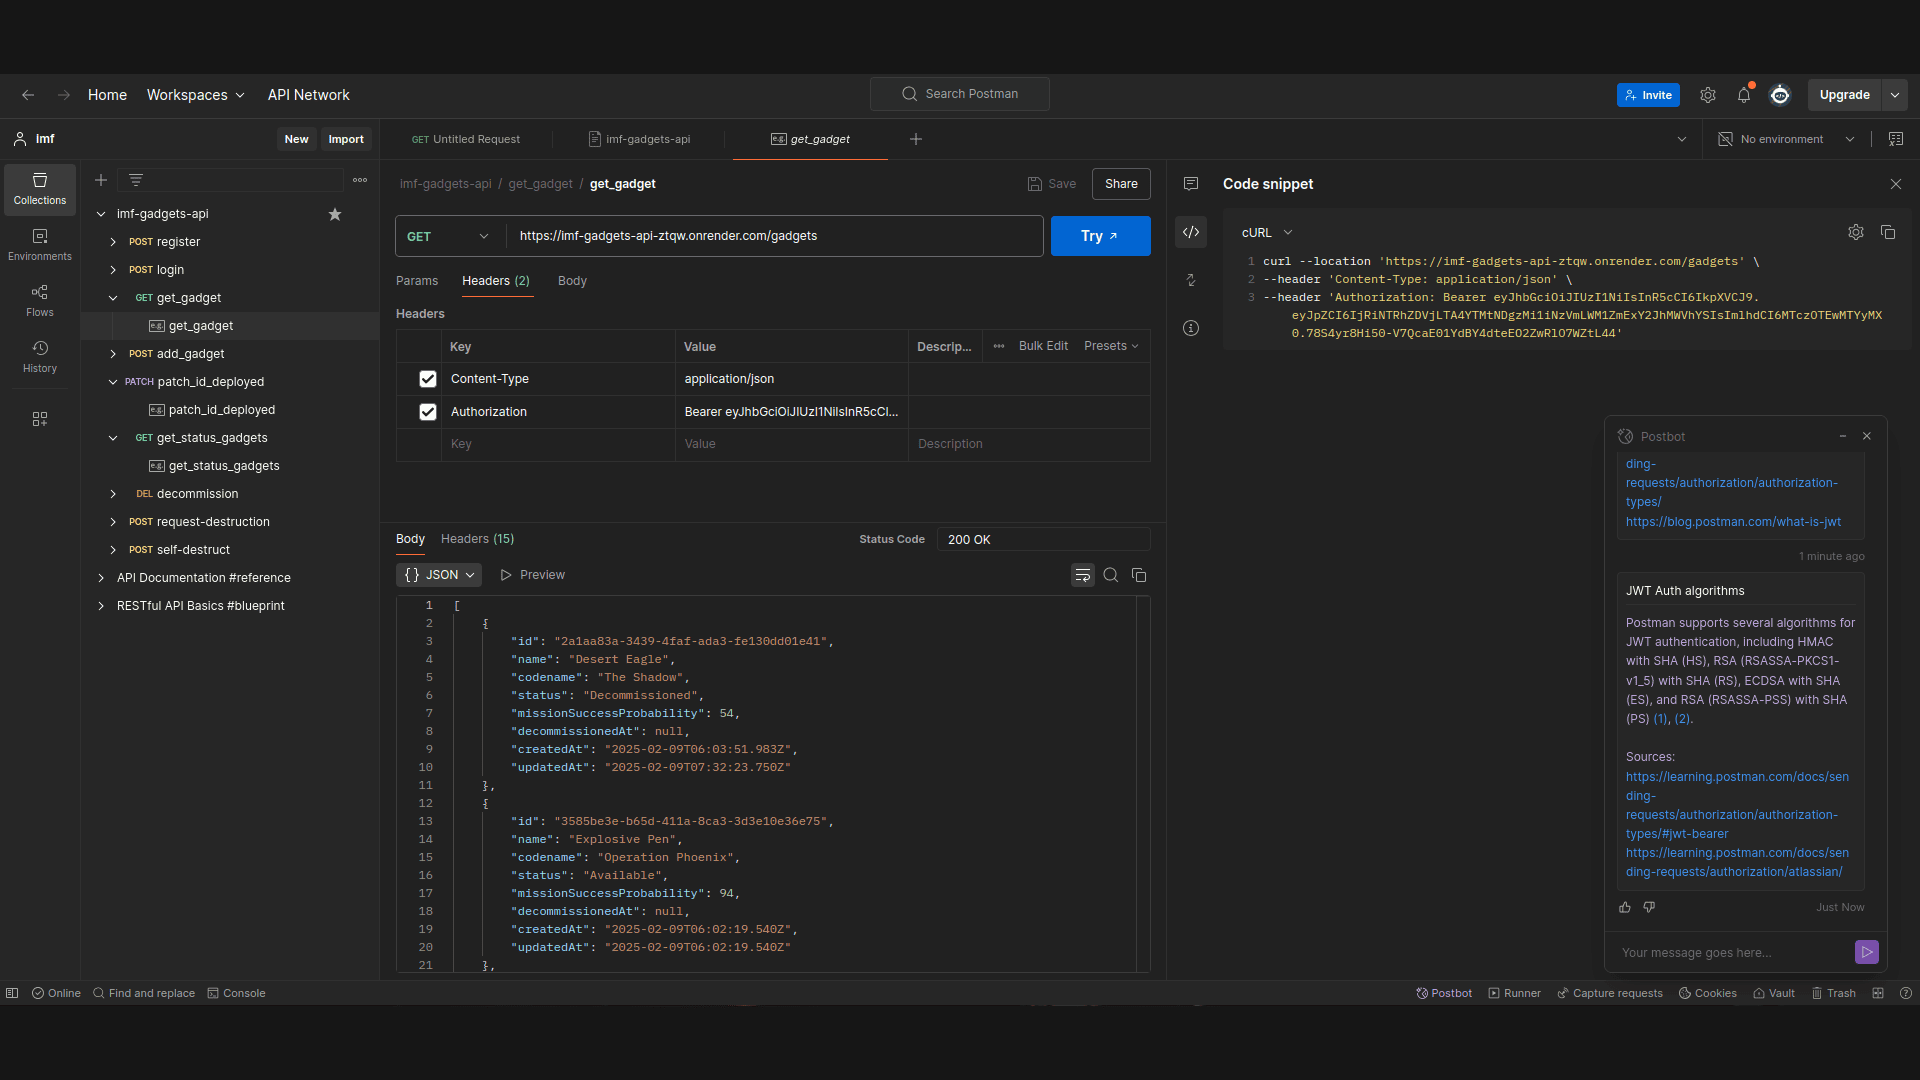 Home
Workspaces
API Network
Search Postman
Invite
Upgrade
Imf
New
Import
GET Untitled Request
imf-gadgets-api
e.g. get_gadget
No environment
Collections
Environments
Flows
History
imf-gadgets-api
POST register
POST login
GET get_gadget
e.g. get_gadget
POST add_gadget
PATCH patch_id_deployed
e.g. patch_id_deployed
GET get_status_gadgets
e.g. get_status_gadgets
DEL decommission
POST request-destruction
POST self-destruct
API Documentation #reference
RESTful API Basics #blueprint
imf-gadgets-api / get_gadget / get_gadget
Save
Share
GET
https://imf-gadgets-api-ztqw.onrender.com/gadgets
Try
Params
Headers (2)
Body
Headers
Key Value Descrip... Bulk Edit Presets
Content-Type application/json
Authorization Bearer eyJhbGciOiJIUzI1NiIsInR5cCI...
Key Value Description
Body
Headers (15)
Status Code
200 OK
{} JSON
Preview
1 [
2 {
3 "id": "2a1aa83a-3439-4faf-ada3-fe130dd01e41",
4 "name": "Desert Eagle",
5 "codename": "The Shadow",
6 "status": "Decommissioned",
7 "missionSuccessProbability": 54,
8 "decommissionedAt": null,
9 "createdAt": "2025-02-09T06:03:51.983Z",
10 "updatedAt": "2025-02-09T07:32:23.750Z"
11 },
12 {
13 "id": "3585be3e-b65d-411a-8ca3-3d3e10e36e75",
14 "name": "Explosive Pen",
15 "codename": "Operation Phoenix",
16 "status": "Available",
17 "missionSuccessProbability": 94,
18 "decommissionedAt": null,
19 "createdAt": "2025-02-09T06:02:19.540Z",
20 "updatedAt": "2025-02-09T06:02:19.540Z"
21 },
Code snippet
cURL
1 curl --location 'https://imf-gadgets-api-ztqw.onrender.com/gadgets' \
2 --header 'Content-Type: application/json' \
3 --header 'Authorization: Bearer eyJhbGciOiJIUzI1NiIsInR5cCI6IkpXVCJ9.
Postbot
ding-
requests/authorization/authorization-
types/
https://blog.postman.com/what-is-jwt
1 minute ago
JWT Auth algorithms
Postman supports several algorithms for
JWT authentication, including HMAC
with SHA (HS), RSA (RSASSA-PKCS1-
v1_5) with SHA (RS), ECDSA with SHA
(ES), and RSA (RSASSA-PSS) with SHA
(PS) (1), (2).
Sources:
https://learning.postman.com/docs/sen
ding-
requests/authorization/authorization-
types/#jwt-bearer
https://learning.postman.com/docs/sen
ding-requests/authorization/atlassian/
Just Now
Your message goes here...
Online
Find and replace
Console
Postbot
Runner
Capture requests
Cookies
Vault
Trash